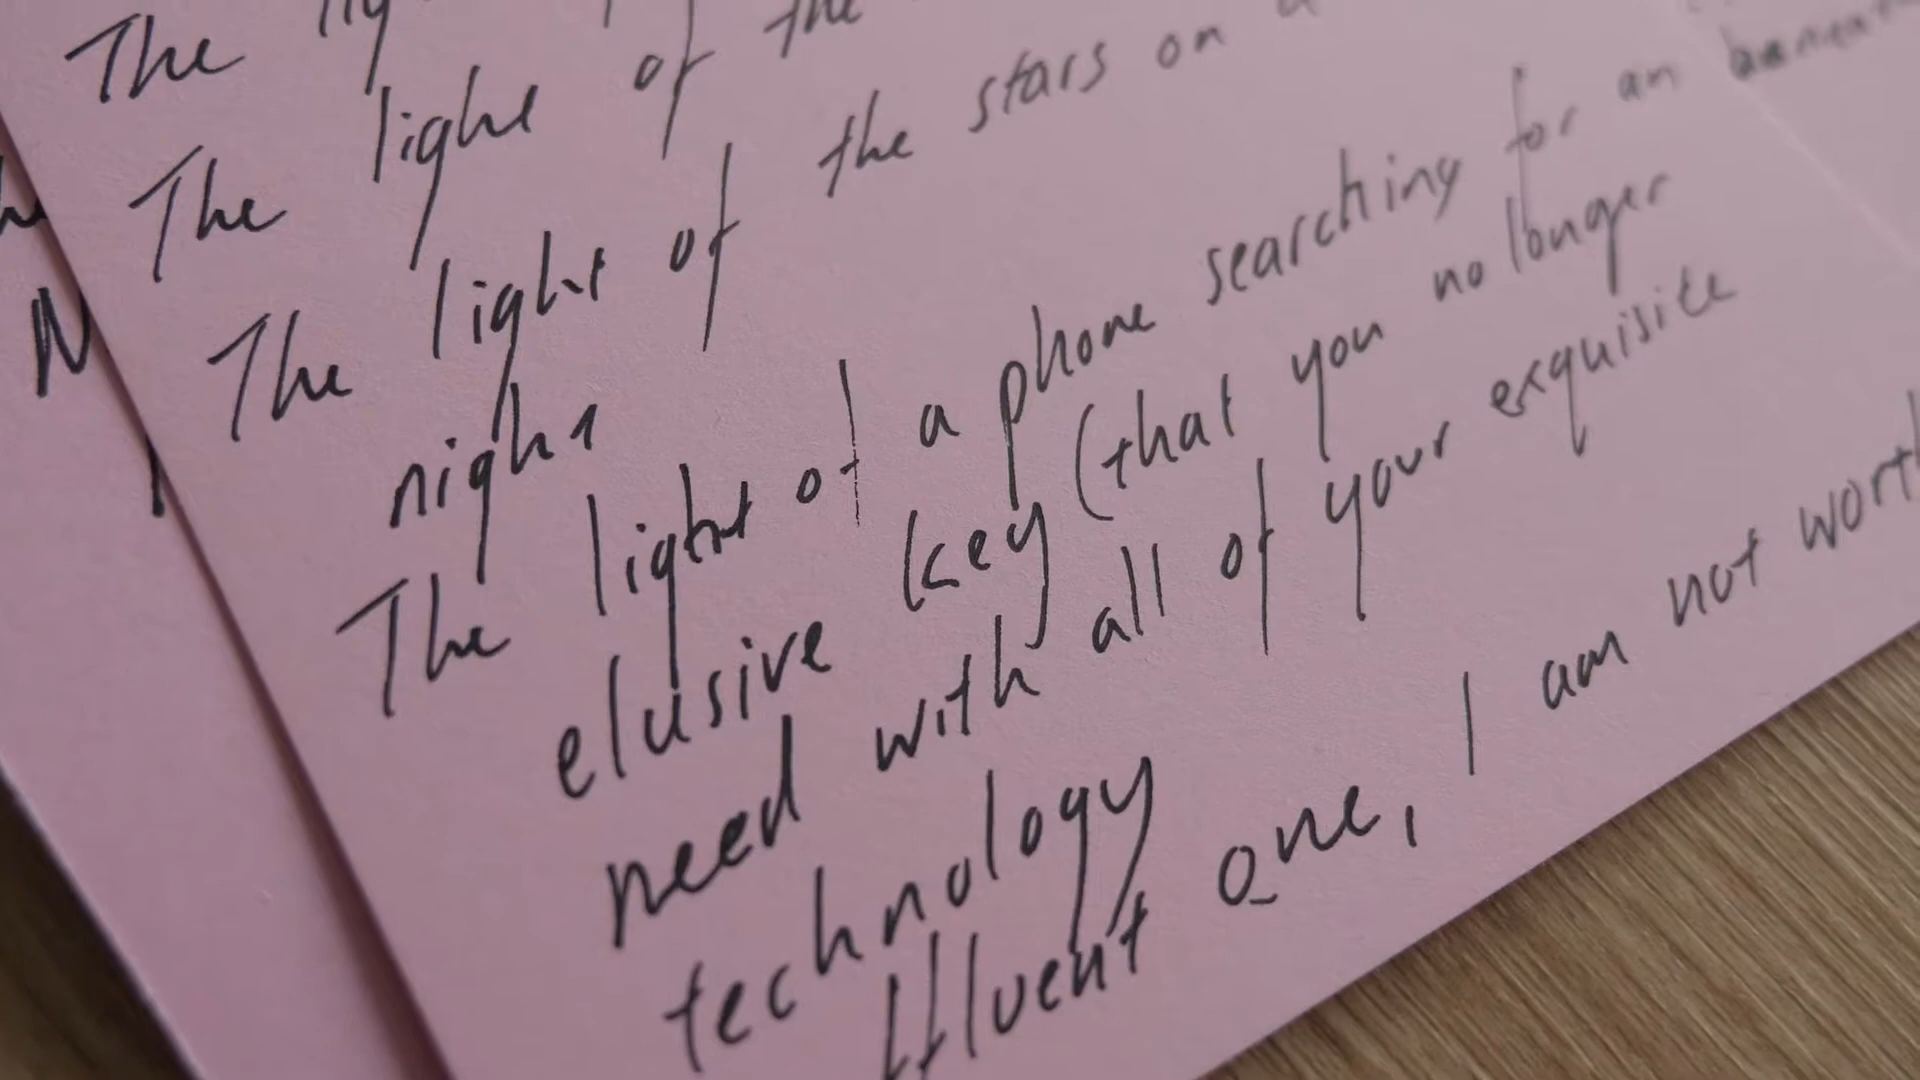 The
The light of the
The light of the stars on
night
The light of a phone searching for an
elusive key (that you no longer
need with all of your exquisite
technology
ffluent one, I am not